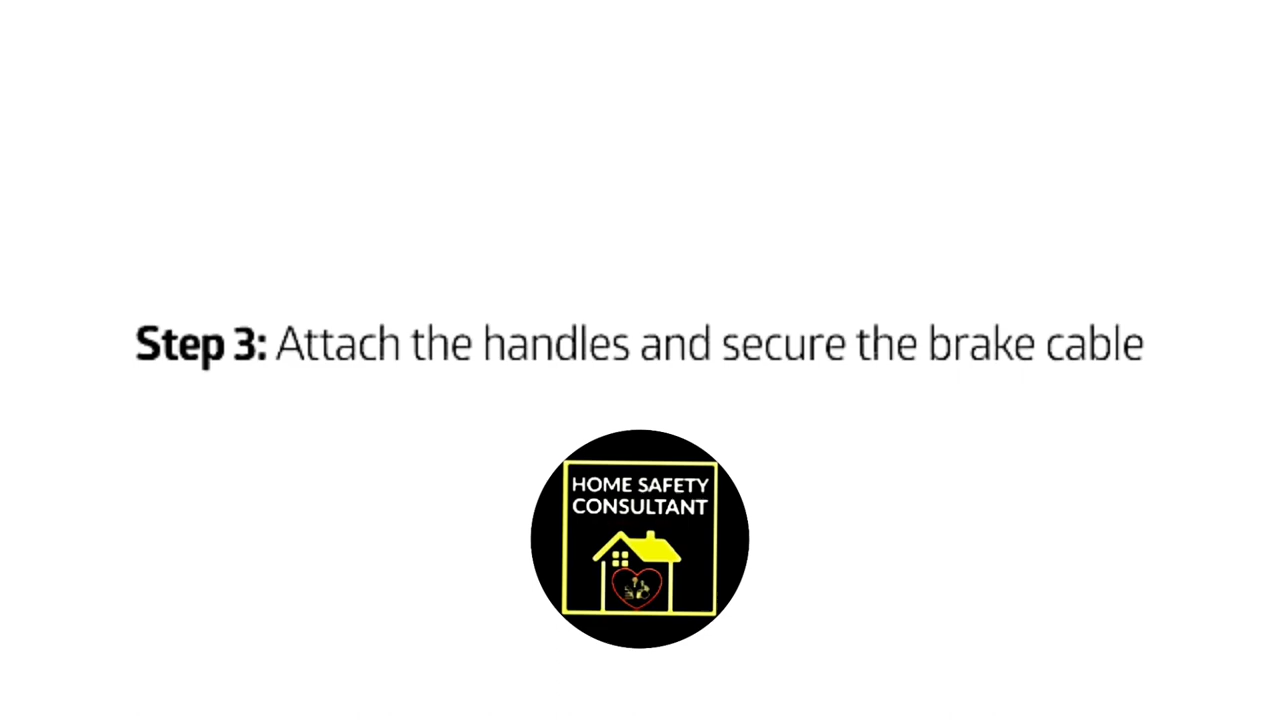 Step 3: Attach the handles and secure the brake cable
HOME SAFETY
CONSULTANT